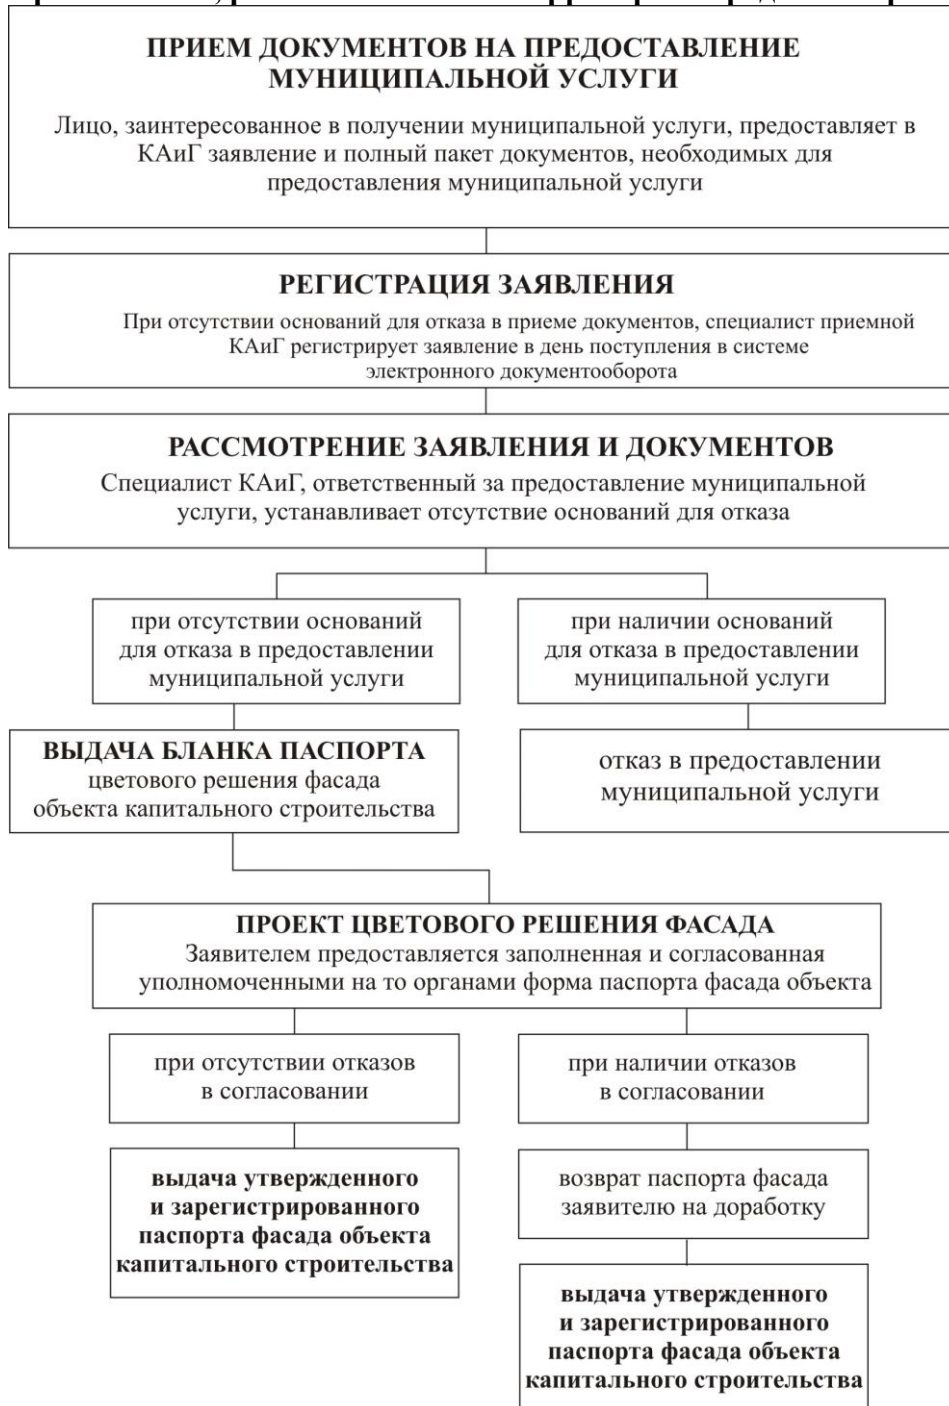 ПРИЕМ ДОКУМЕНТОВ НА ПРЕДОСТАВЛЕНИЕ
МУНИЦИПАЛЬНОЙ УСЛУГИ
Лицо, заинтересованное в получении муниципальной услуги, предоставляет в
КАиГ заявление и полный пакет документов, необходимых для
предоставления муниципальной услуги
РЕГИСТРАЦИЯ ЗАЯВЛЕНИЯ
При отсутствии оснований для отказа в приеме документов, специалист приемной
КАиГ регистрирует заявление в день поступления в системе
электронного документооборота
РАССМОТРЕНИЕ ЗАЯВЛЕНИЯ И ДОКУМЕНТОВ
Специалист КАиГ, ответственный за предоставление муниципальной
услуги, устанавливает отсутствие оснований для отказа
при отсутствии оснований
для отказа в предоставлении
муниципальной услуги
при наличии оснований
для отказа в предоставлении
муниципальной услуги
ВЫДАЧА БЛАНКА ПАСПОРТА
цветового решения фасада
объекта капитального строительства
отказ в предоставлении
муниципальной услуги
ПРОЕКТ ЦВЕТОВОГО РЕШЕНИЯ ФАСАДА
Заявителем предоставляется заполненная и согласованная
уполномоченными на то органами форма паспорта фасада объекта
при отсутствии отказов
в согласовании
при наличии отказов
в согласовании
выдача утвержденного
и зарегистрированного
паспорта фасада объекта
капитального строительства
возврат паспорта фасада
заявителю на доработку
выдача утвержденного
и зарегистрированного
паспорта фасада объекта
капитального строительства